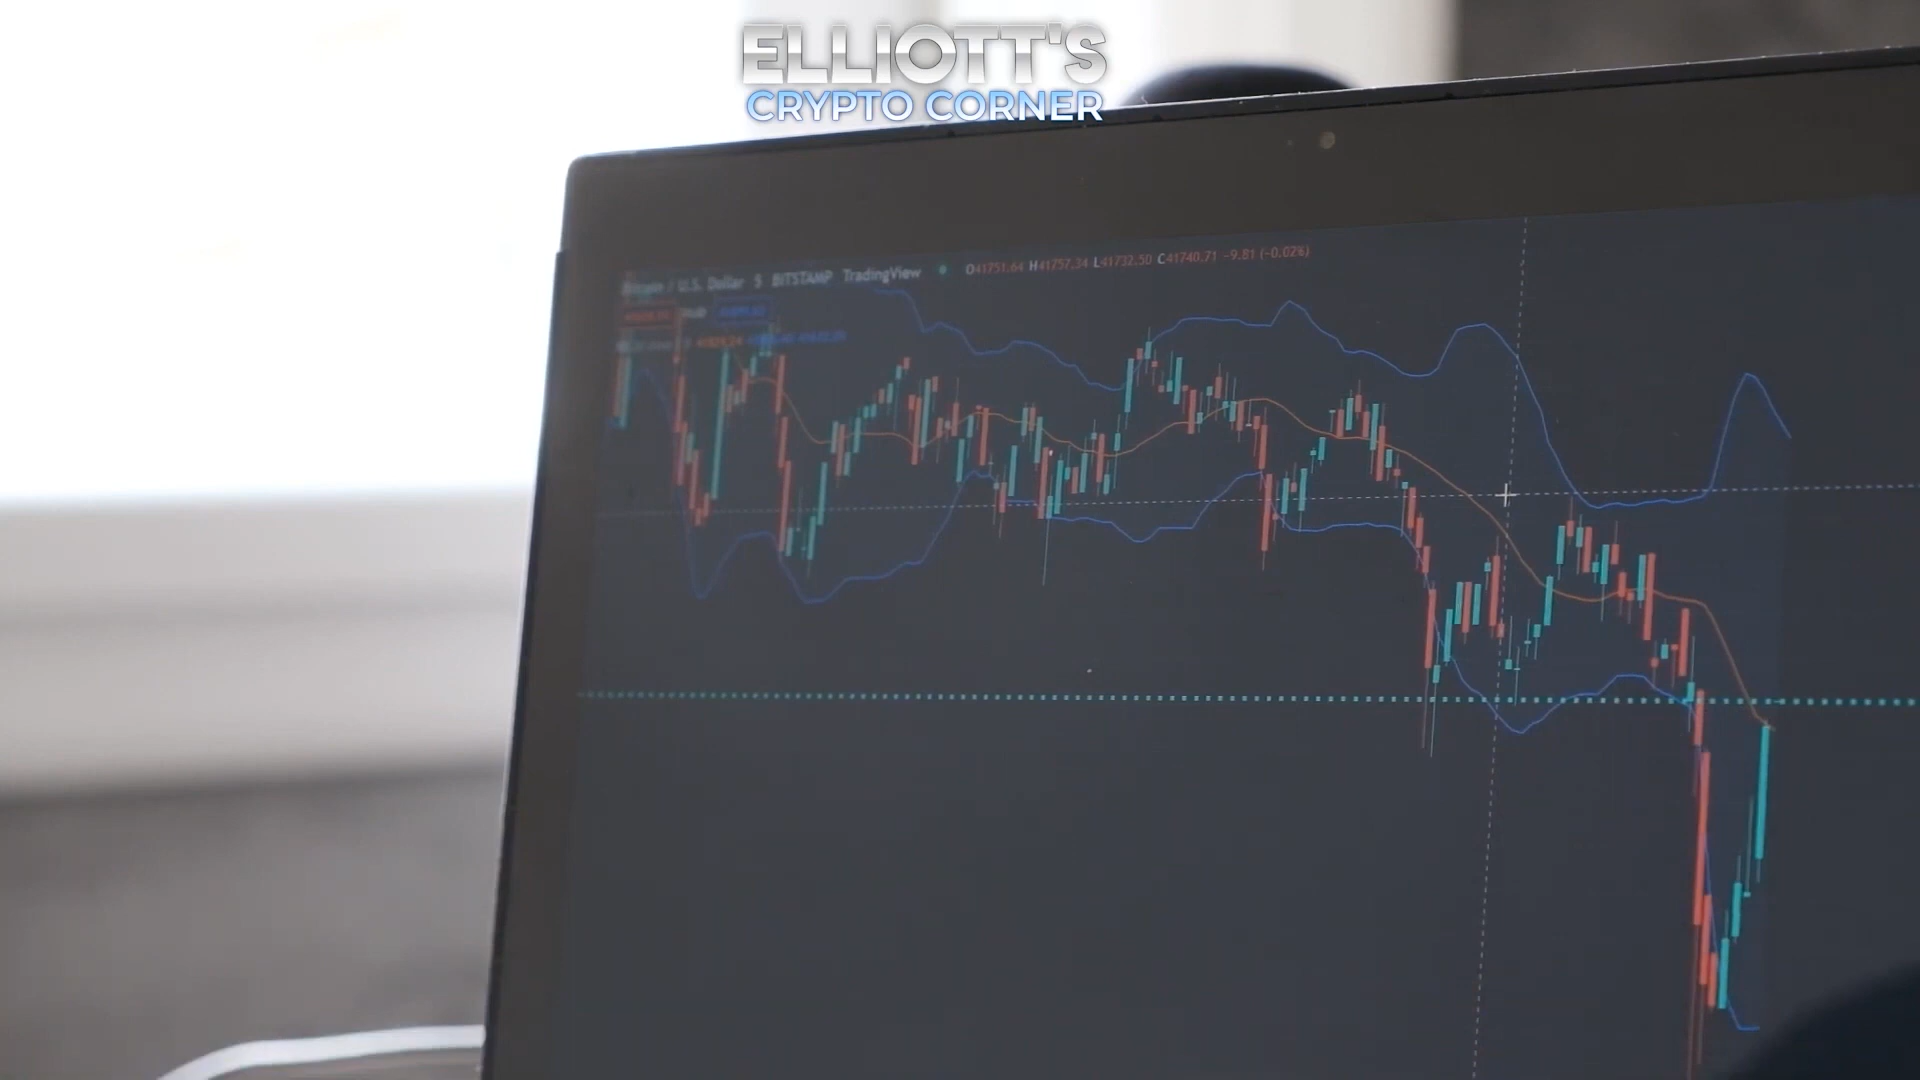 ELLIOTT'S
CRYPTO CORNER
Bitcoin / U.S. Dollar 5 BITSTAMP TradingView O41751.64 H41757.34 L41732.50 C41740.71 -9.81 (-0.02%)